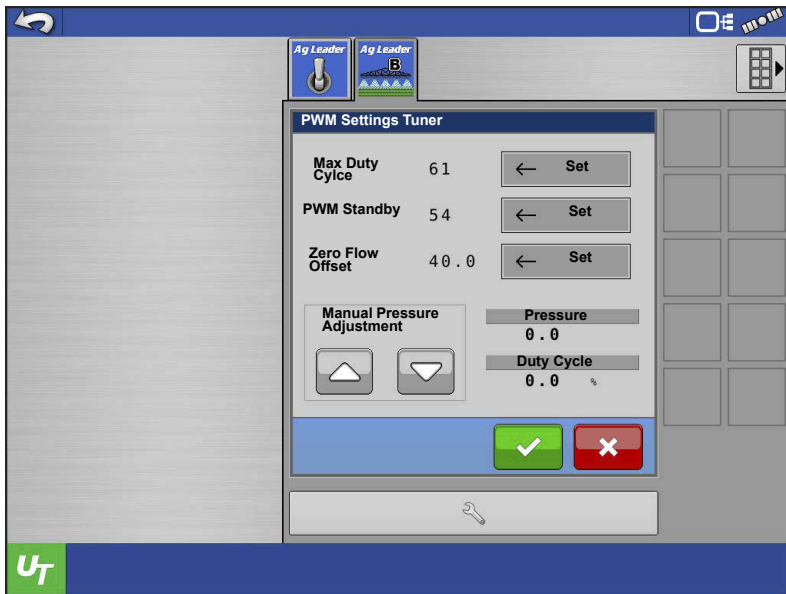 Ag Leader
Ag Leader
B
PWM Settings Tuner
Max Duty
Cylce
61
← Set
PWM Standby
54
← Set
Zero Flow
Offset
40.0
← Set
Manual Pressure
Adjustment
Pressure
0.0
Duty Cycle
0.0 %
UT